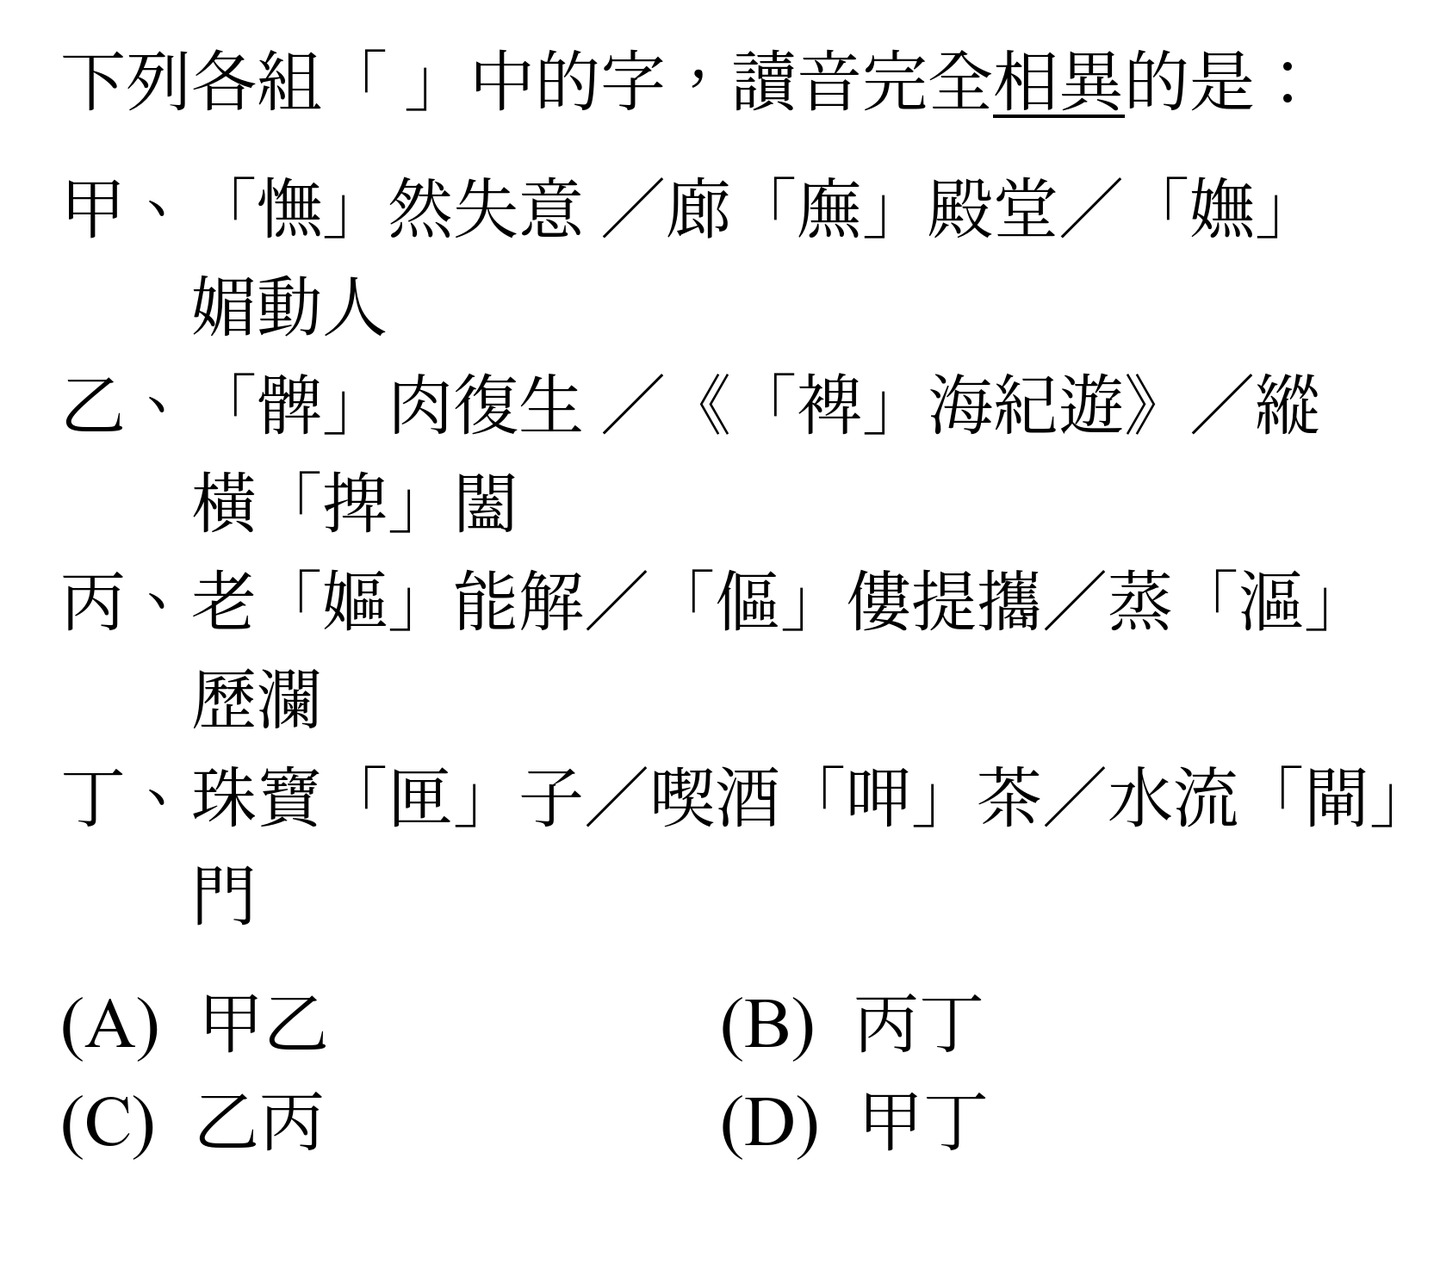 下列各組「 」中的字，讀音完全相異的是：
甲、「憮」然失意／廊「廡」殿堂／「嫵」
媚動人
乙、「髀」肉復生／《「裨」海紀遊》／縱
橫「捭」闔
丙、老「嫗」能解／「傴」僂提攜／蒸「漚」
歷瀾
丁、珠寶「匣」子／喫酒「呷」茶／水流「閘」
門
(A) 甲乙 (B) 丙丁
(C) 乙丙 (D) 甲丁